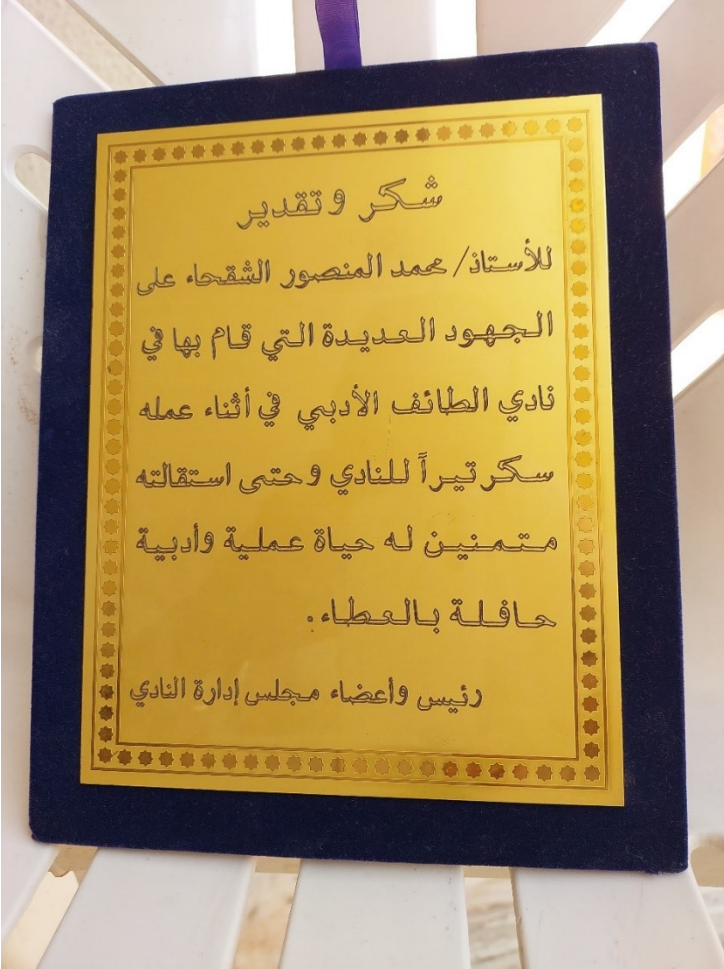 شكر وتقدير
للأستاذ/ محمد المنصور الشقحاء على
الجهود العديدة التي قام بها في
نادي الطائف الأدبي في أثناء عمله
سكرتيراً للنادي وحتى استقالته
متمنين له حياة عملية وأدبية
حافلة بالعطاء.
رئيس وأعضاء مجلس إدارة النادي